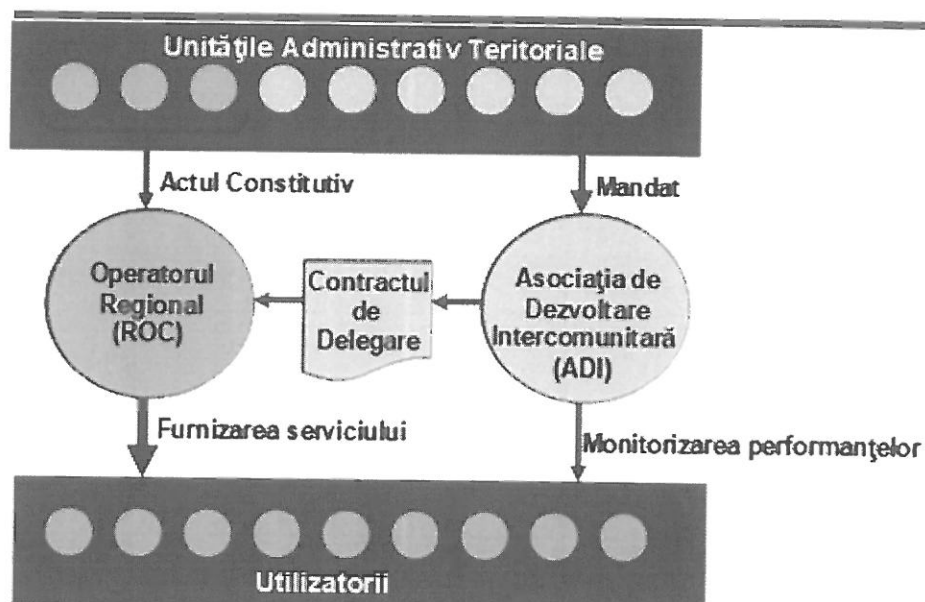 Unităţile Administrativ Teritoriale
Actul Constitutiv
Mandat
Operatorul
Regional
(ROC)
Contractul
de
Delegare
Asociaţia de
Dezvoltare
Intercomunitară
(ADI)
Furnizarea serviciului
Monitorizarea performanţelor
Utilizatorii